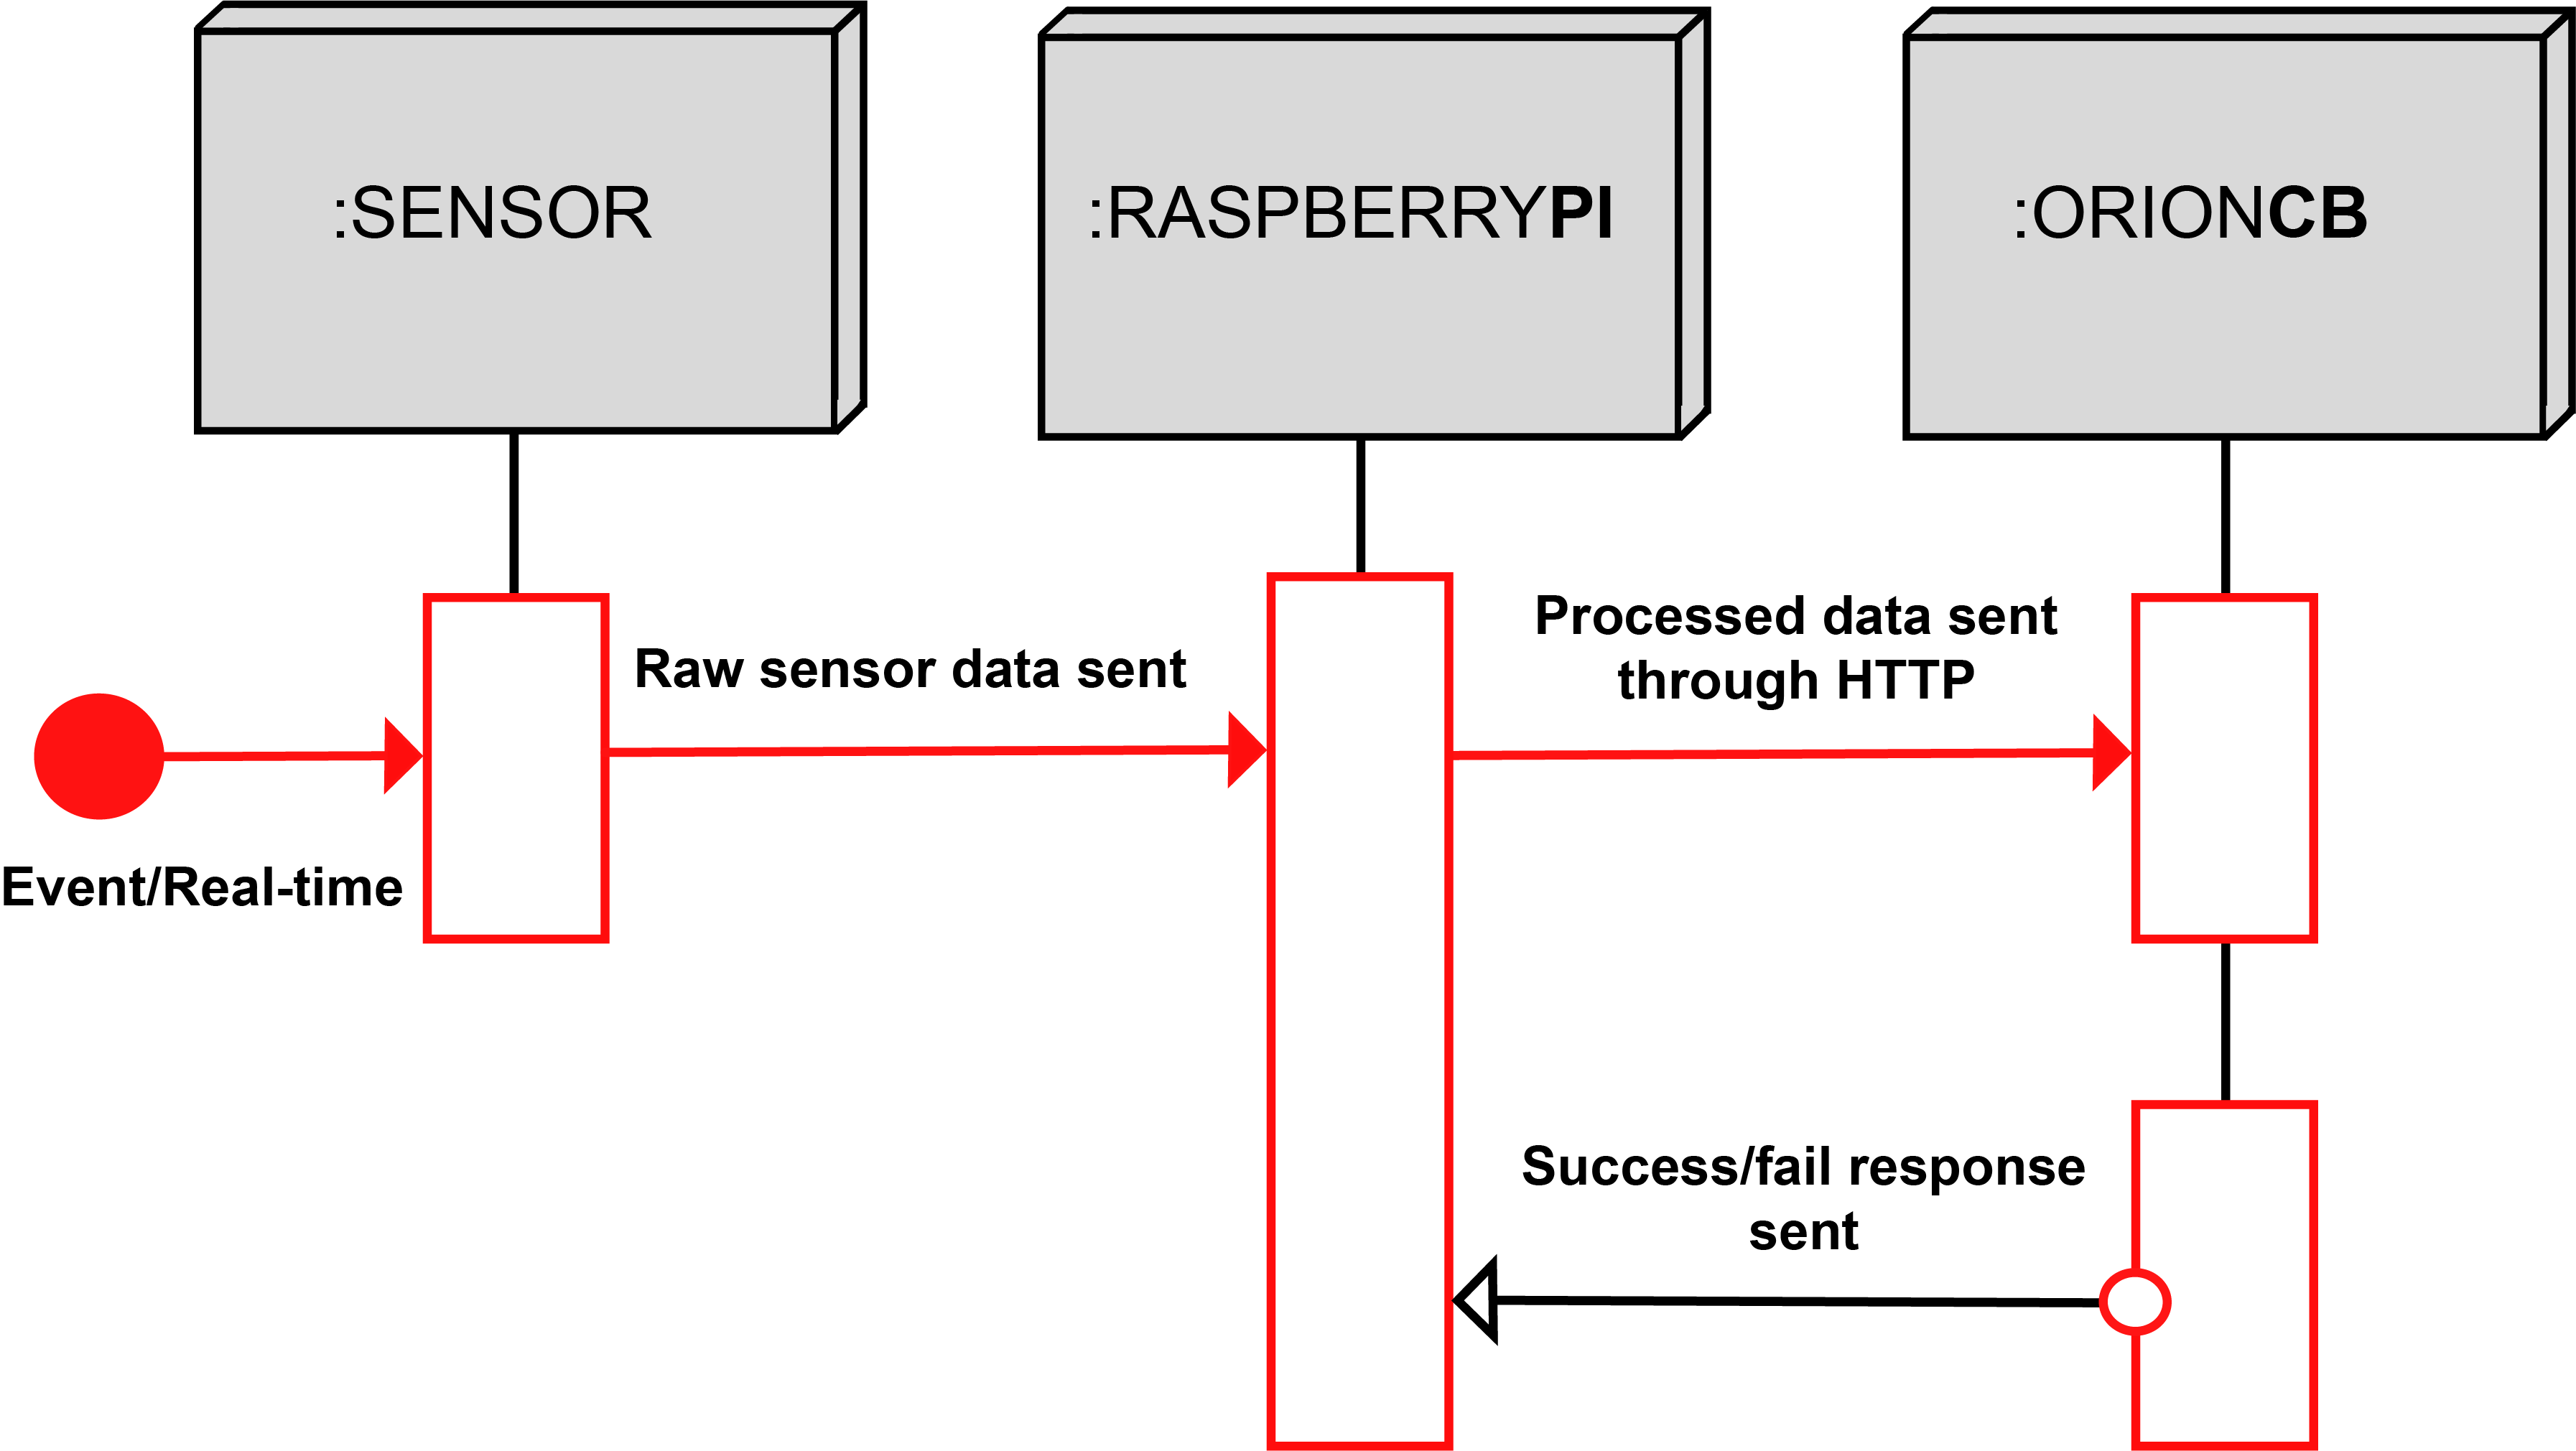 :SENSOR
:RASPBERRYPI
:ORIONCB
Raw sensor data sent
Processed data sent
through HTTP
Event/Real-time
Success/fail response
sent